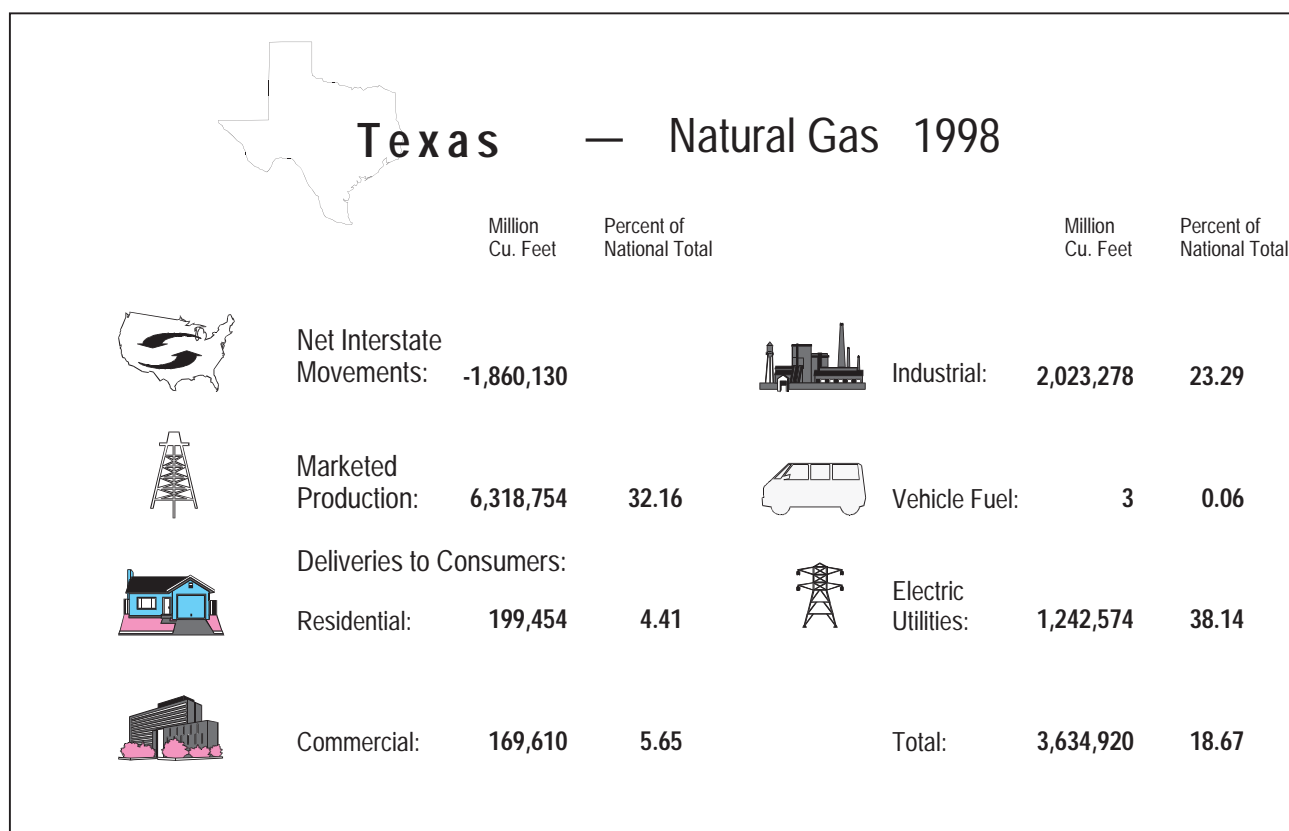 Texas — Natural Gas 1998
Million Cu. Feet
Percent of National Total
Million Cu. Feet
Percent of National Total
Net Interstate
Movements: -1,860,130
Marketed
Production: 6,318,754 32.16
Deliveries to Consumers:
Residential: 199,454 4.41
Commercial: 169,610 5.65
Industrial: 2,023,278 23.29
Vehicle Fuel: 3 0.06
Electric
Utilities: 1,242,574 38.14
Total: 3,634,920 18.67